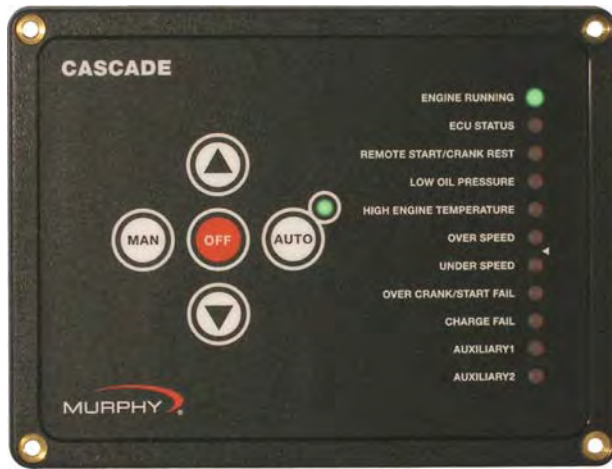 CASCADE
MAN
OFF
AUTO
ENGINE RUNNING
ECU STATUS
REMOTE START/CRANK REST
LOW OIL PRESSURE
HIGH ENGINE TEMPERATURE
OVER SPEED
UNDER SPEED
OVER CRANK/START FAIL
CHARGE FAIL
AUXILIARY1
AUXILIARY2
MURPHY®